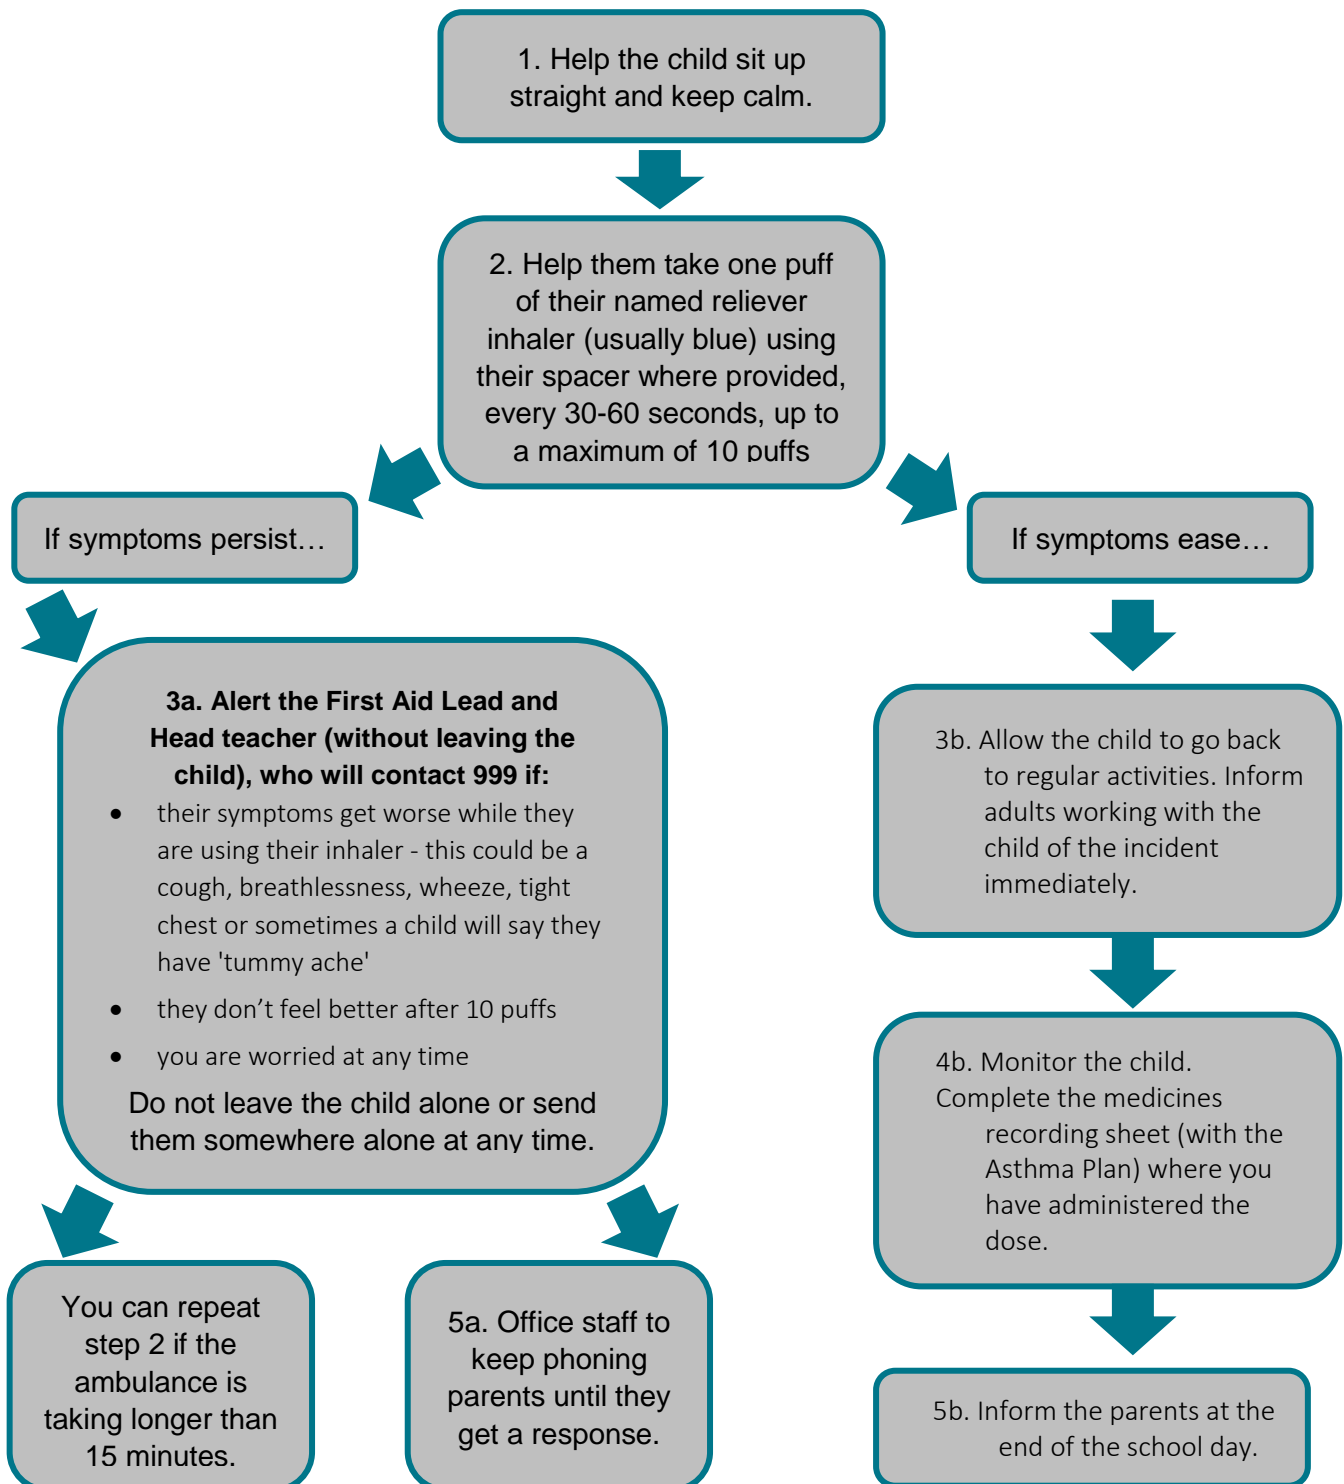 1. Help the child sit up
straight and keep calm.
2. Help them take one puff
of their named reliever
inhaler (usually blue) using
their spacer where provided,
every 30-60 seconds, up to
a maximum of 10 puffs
If symptoms persist…
If symptoms ease…
3a. Alert the First Aid Lead and
Head teacher (without leaving the
child), who will contact 999 if:
• their symptoms get worse while they
are using their inhaler - this could be a
cough, breathlessness, wheeze, tight
chest or sometimes a child will say they
have 'tummy ache'
• they don’t feel better after 10 puffs
• you are worried at any time
Do not leave the child alone or send
them somewhere alone at any time.
You can repeat
step 2 if the
ambulance is
taking longer than
15 minutes.
5a. Office staff to
keep phoning
parents until they
get a response.
3b. Allow the child to go back
to regular activities. Inform
adults working with the
child of the incident
immediately.
4b. Monitor the child.
Complete the medicines
recording sheet (with the
Asthma Plan) where you
have administered the
dose.
5b. Inform the parents at the
end of the school day.